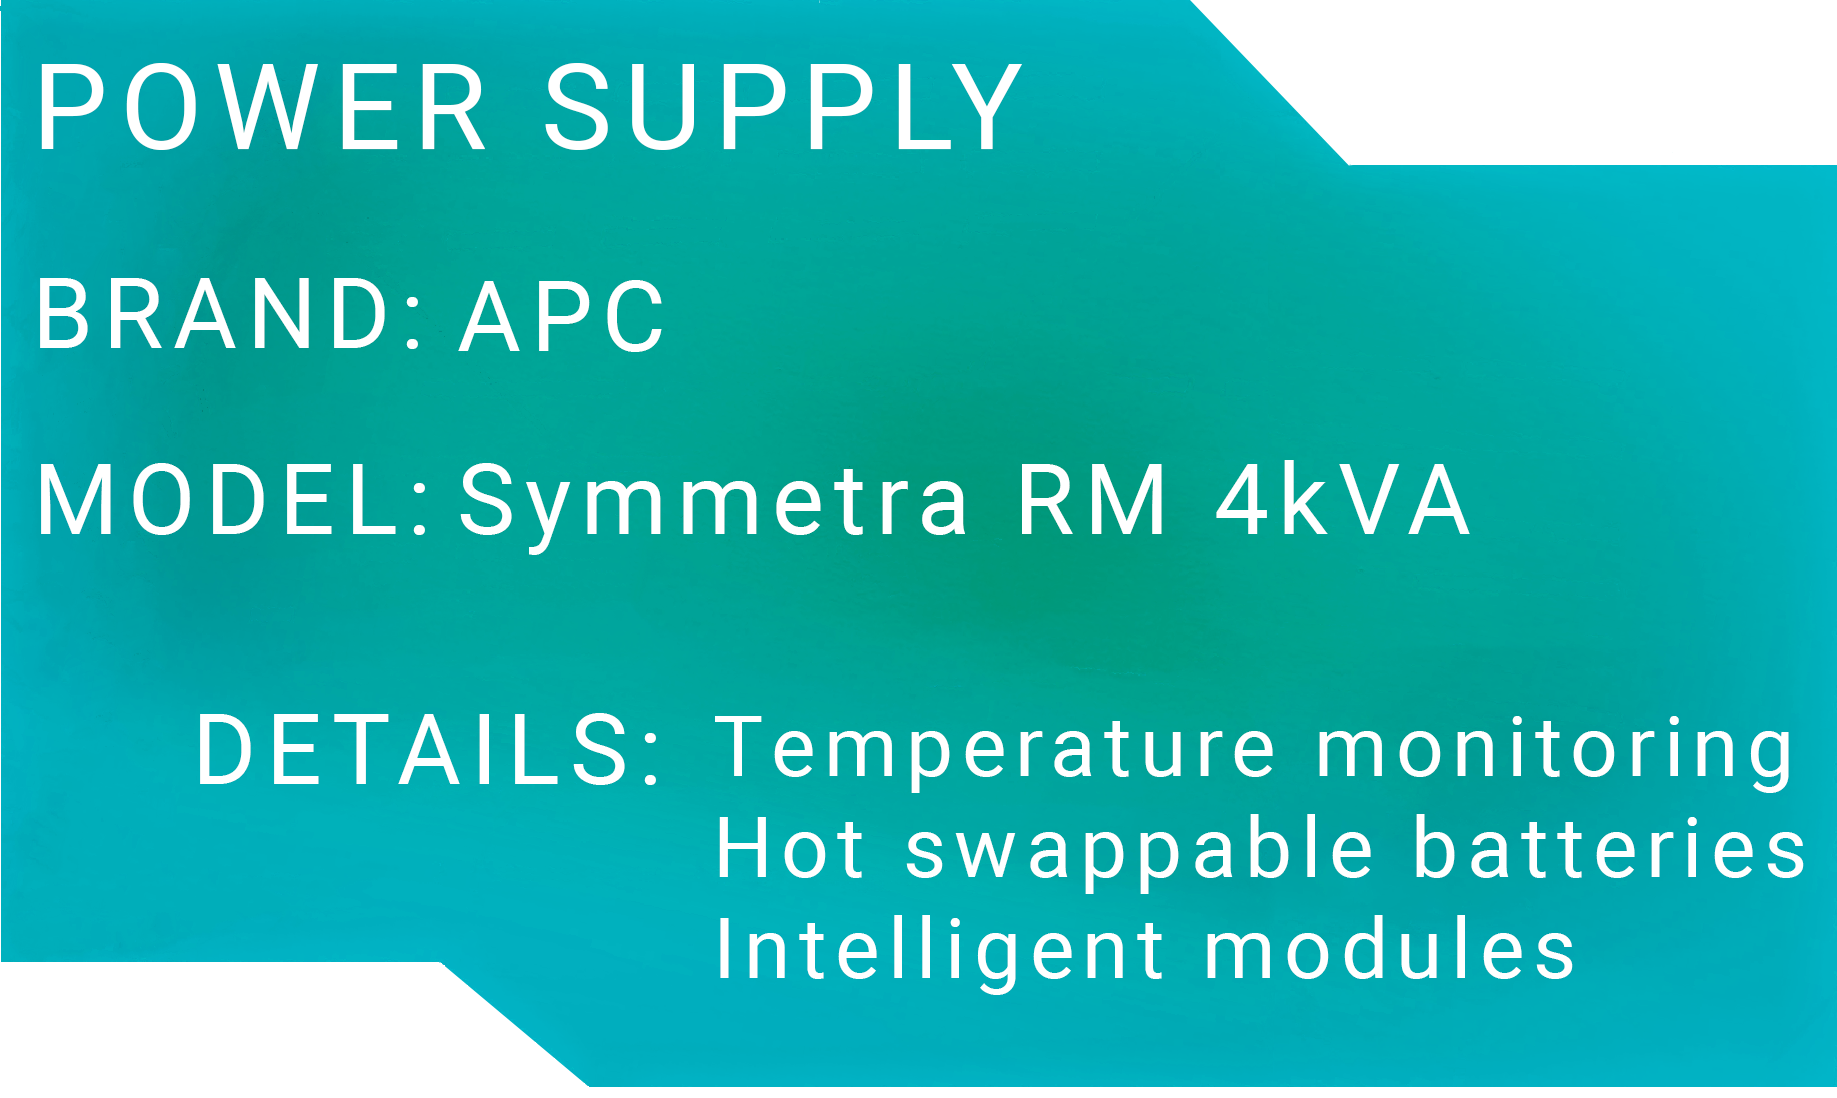 POWER SUPPLY
BRAND: APC
MODEL: Symmetra RM 4kVA
DETAILS: Temperature monitoring
Hot swappable batteries
Intelligent modules